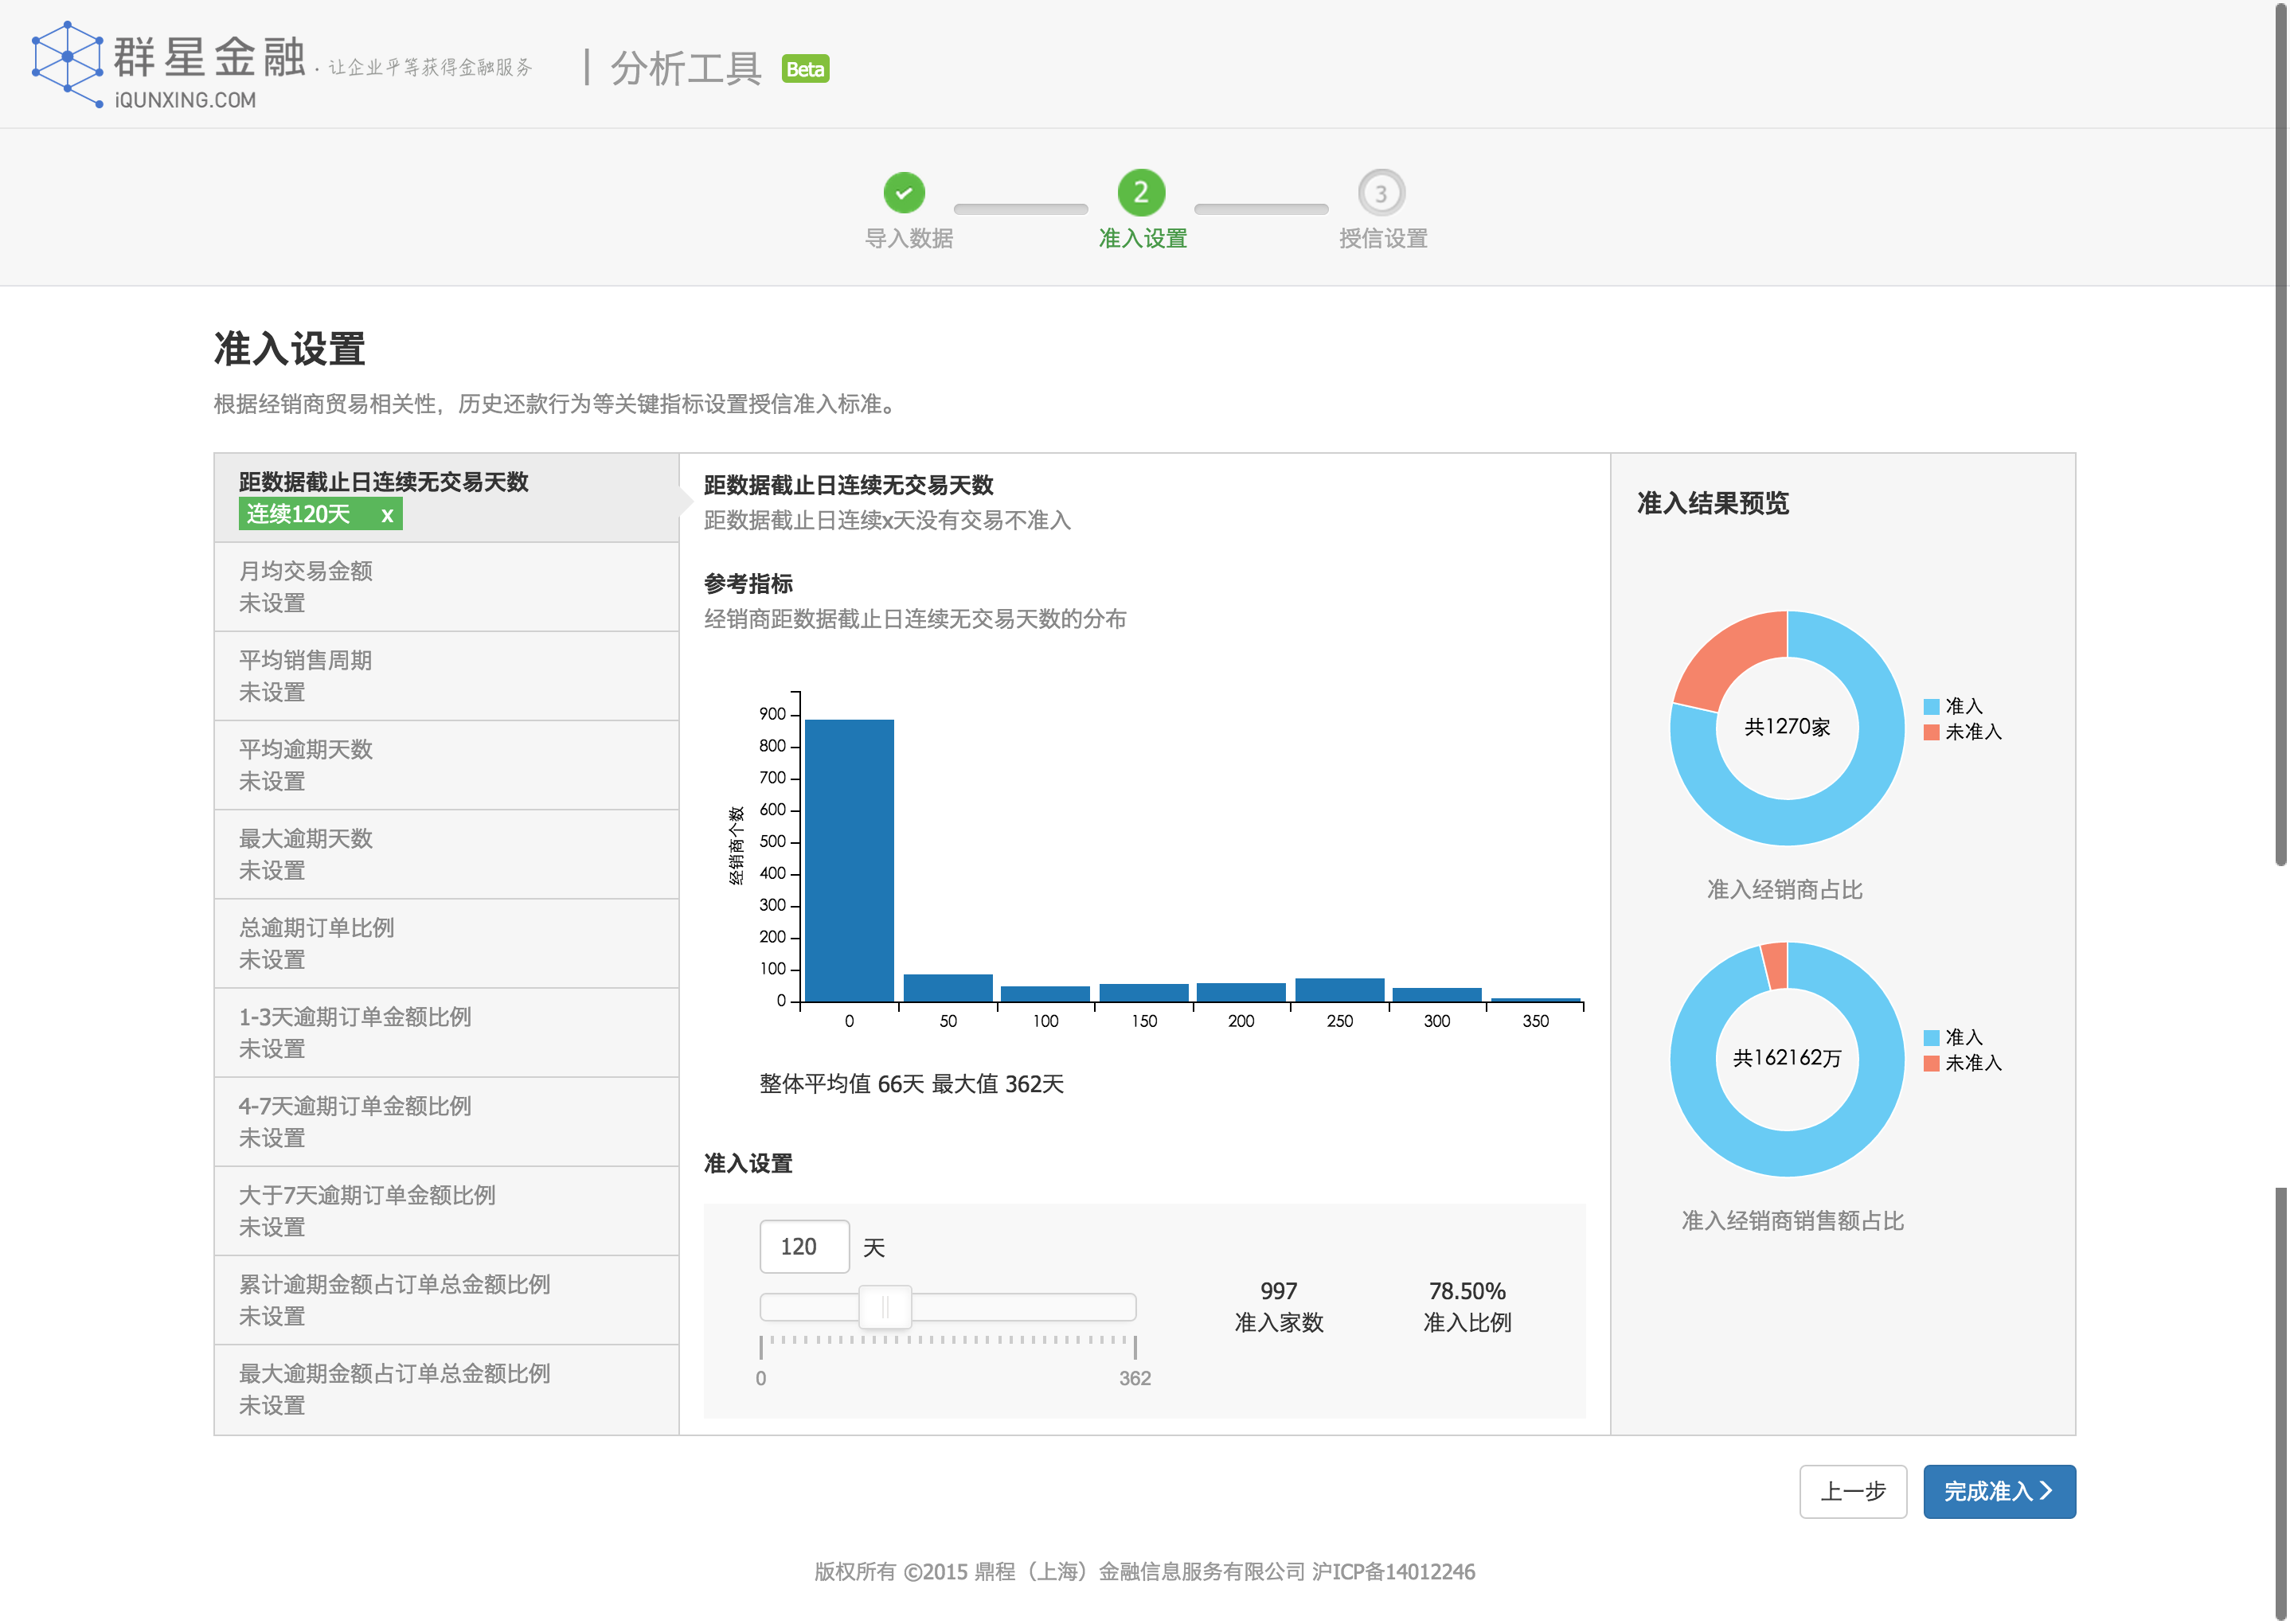 群星金融 . 让企业平等获得金融服务
iQUNXING.COM
分析工具 Beta
导入数据
2
准入设置
3
授信设置
准入设置
根据经销商贸易相关性，历史还款行为等关键指标设置授信准入标准。
距数据截止日连续无交易天数
连续120天 x
月均交易金额
未设置
平均销售周期
未设置
平均逾期天数
未设置
最大逾期天数
未设置
总逾期订单比例
未设置
1-3天逾期订单金额比例
未设置
4-7天逾期订单金额比例
未设置
大于7天逾期订单金额比例
未设置
累计逾期金额占订单总金额比例
未设置
最大逾期金额占订单总金额比例
未设置
距数据截止日连续无交易天数
距数据截止日连续x天没有交易不准入
参考指标
经销商距数据截止日连续无交易天数的分布
经销商个数
900
800
700
600
500
400
300
200
100
0
0 50 100 150 200 250 300 350
整体平均值 66天 最大值 362天
准入设置
120 天
0 362
997
准入家数
78.50%
准入比例
准入结果预览
共1270家
准入
未准入
准入经销商占比
共162162万
准入
未准入
准入经销商销售额占比
上一步
完成准入
版权所有 ©2015 鼎程（上海）金融信息服务有限公司 沪ICP备14012246